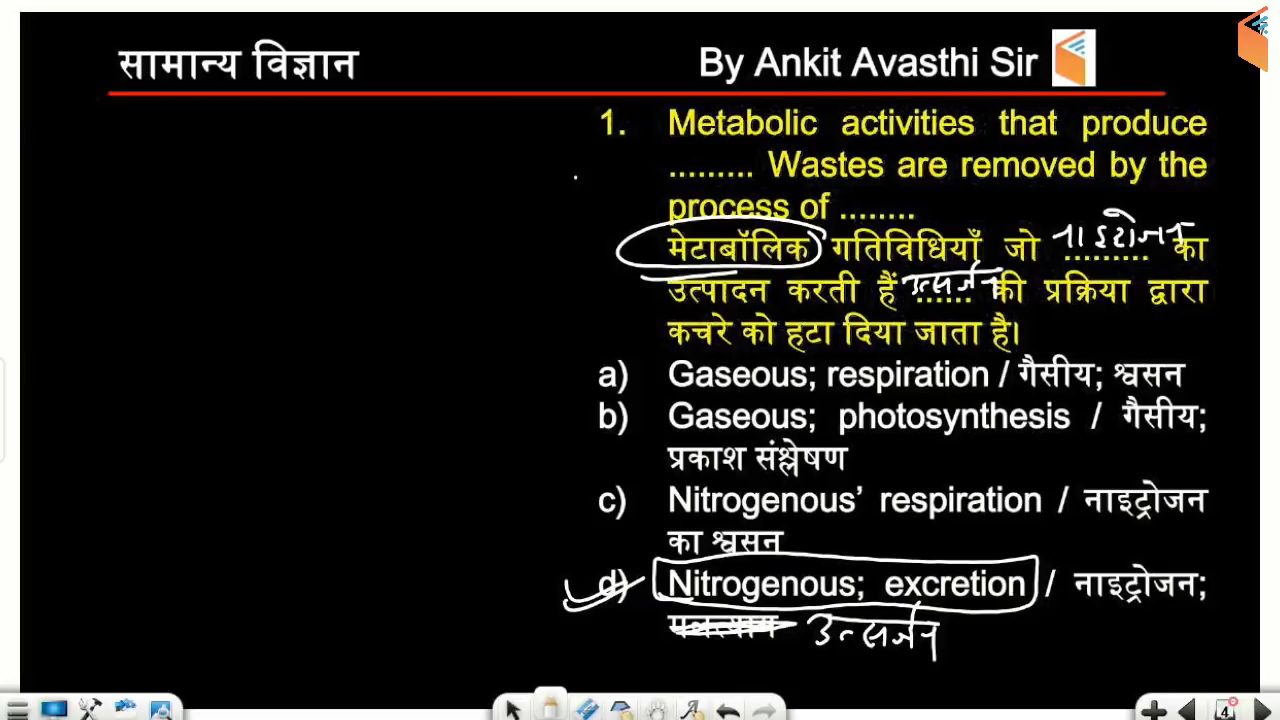 सामान्य विज्ञान By Ankit Avasthi Sir
1. Metabolic activities that produce
......... Wastes are removed by the
process of ........
नाइट्रोजन
मेटाबॉलिक गतिविधियाँ जो ......... का
उत्सर्जन
उत्पादन करती हैं ...... की प्रक्रिया द्वारा
कचरे को हटा दिया जाता है।
a) Gaseous; respiration / गैसीय; श्वसन
b) Gaseous; photosynthesis / गैसीय;
प्रकाश संश्लेषण
c) Nitrogenous’ respiration / नाइट्रोजन
का श्वसन
d) Nitrogenous; excretion / नाइट्रोजन;
उत्सर्जन
4